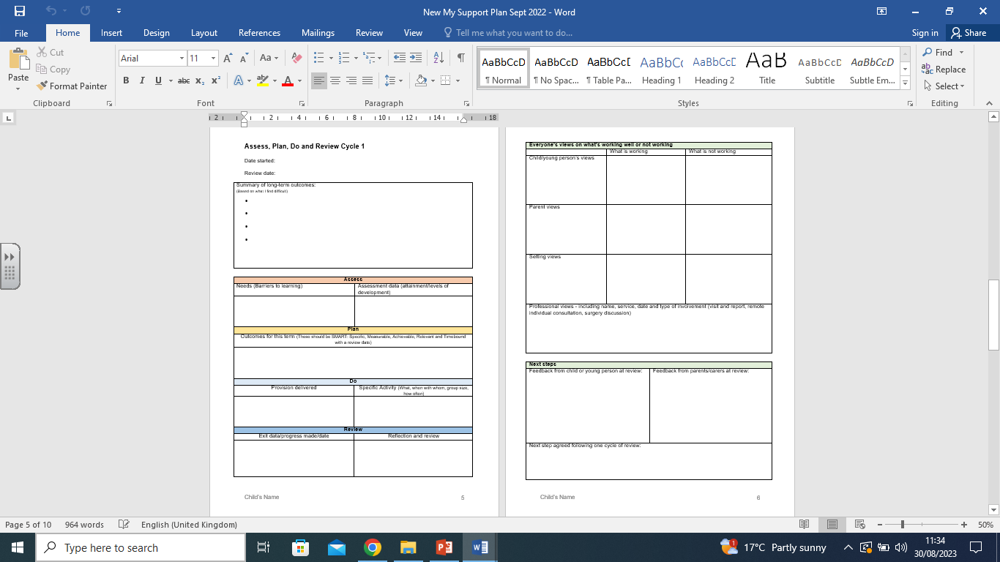 New My Support Plan Sept 2022 - Word
File Home Insert Design Layout References Mailings Review View Tell me what you want to do... Sign in Share
Paste
Cut
Copy
Format Painter
Arial 11
AaBbCcD AaBbCcD AaBbCcI AaBbCc AaBbCcD AaB AaBbCcD AaBbCcD
¶ Normal ¶ No Spac... ¶ Table Pa... Heading 1 Heading 2 Title Subtitle Subtle Em...
Find
Replace
Select
Clipboard Font Paragraph Styles Editing
2 2 4 6 8 10 12 14 18
Assess, Plan, Do and Review Cycle 1
Date started:
Review date:
Summary of long-term outcomes:
(Based on what I find difficult)
Assess
Needs (Barriers to learning)
Assessment data (attainment/levels of
development)
Plan
Outcomes for this term (These should be SMART: Specific, Measurable, Achievable, Relevant and Timebound
with a review date)
Do
Provision delivered
Specific Activity (What, when with whom, group size,
how often)
Review
Exit data/progress made/date
Reflection and review
Child's Name 5
Everyone's views on what's working well or not working
What is working What is not working
Child/young person's views
Parent views
Setting views
Professional views - including name, service, date and type of involvement (visit and report, remote
individual consultation, surgery discussion)
Next steps
Feedback from child or young person at review:
Feedback from parents/carers at review:
Next step agreed following one cycle of review:
Child's Name 6
Page 5 of 10 964 words English (United Kingdom) 50%
Type here to search
17°C Partly sunny
11:34
30/08/2023